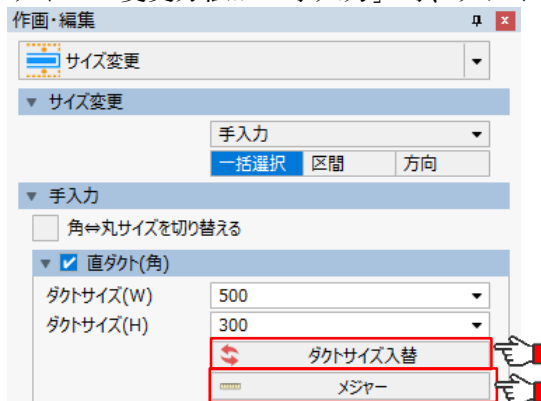 作画・編集
サイズ変更
サイズ変更
手入力
一括選択 区間 方向
手入力
角⇔丸サイズを切り替える
直ダクト(角)
ダクトサイズ(W) 500
ダクトサイズ(H) 300
ダクトサイズ入替
メジャー